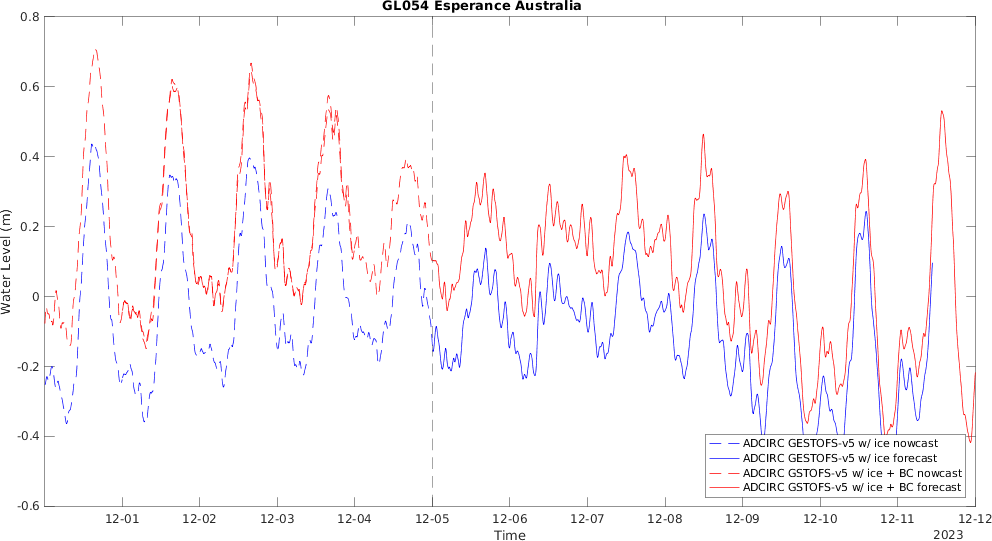 GL054 Esperance Australia
0.8
0.6
0.4
0.2
0
-0.2
-0.4
-0.6
Water Level (m)
ADCIRC GESTOFS-v5 w/ ice nowcast
ADCIRC GESTOFS-v5 w/ ice forecast
ADCIRC GSTOFS-v5 w/ ice + BC nowcast
ADCIRC GSTOFS-v5 w/ ice + BC forecast
12-01 12-02 12-03 12-04 12-05 12-06 12-07 12-08 12-09 12-10 12-11 12-12
Time
2023